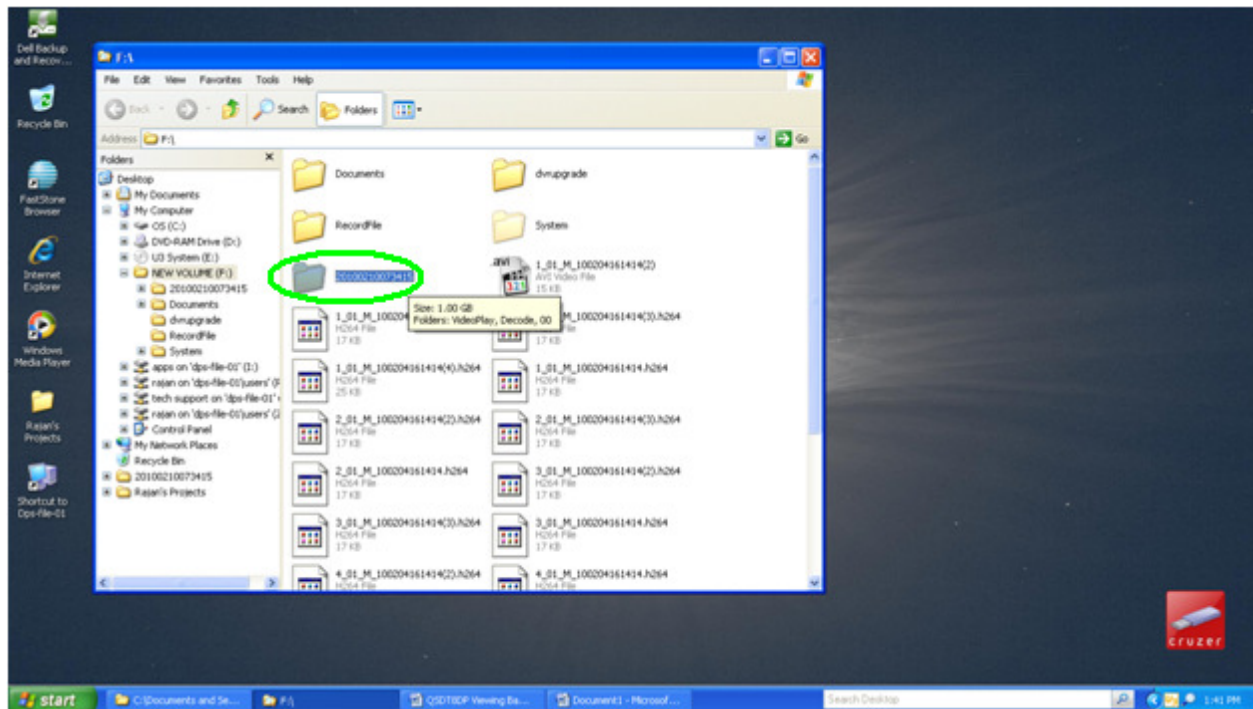 Dell Backup
and Recov...
Recycle Bin
FastStone
Browser
Internet
Explorer
Windows
Media Player
Rajan's
Projects
Shortcut to
Dps-file-01
F:\
File Edit View Favorites Tools Help
Back Search Folders
Address F:\ Go
Folders
Desktop
My Documents
My Computer
OS (C:)
DVD-RAM Drive (D:)
U3 System (E:)
NEW VOLUME (F:)
20100210073415
Documents
dvrupgrade
RecordFile
System
apps on 'dps-file-01' (I:)
rajan on 'dps-file-01\users' (P
tech support on 'dps-file-01'
rajan on 'dps-file-01\users' (Z
Control Panel
My Network Places
Recycle Bin
20100210073415
Rajan's Projects
Documents
dvrupgrade
RecordFile
System
20100210073415
.avi
321
1_01_M_100204161414(2)
AVI Video File
15 KB
Size: 1.00 GB
Folders: VideoPlay, Decode, 00
1_01_M_10020
H264 File
17 KB
M_100204161414(3).h264
17 KB
1_01_M_100204161414(4).h264
H264 File
25 KB
1_01_M_100204161414.h264
H264 File
17 KB
2_01_M_100204161414(2).h264
H264 File
17 KB
2_01_M_100204161414(3).h264
H264 File
17 KB
2_01_M_100204161414.h264
H264 File
17 KB
3_01_M_100204161414(2).h264
H264 File
17 KB
3_01_M_100204161414(3).h264
H264 File
17 KB
3_01_M_100204161414.h264
H264 File
17 KB
4_01_M_100204161414(2).h264
H264 File
4_01_M_100204161414.h264
H264 File
cruzer
start
C:\Documents and Se...
F:\
QSDT8DP Viewing Ba...
Document1 - Microsof...
Search Desktop
1:41 PM